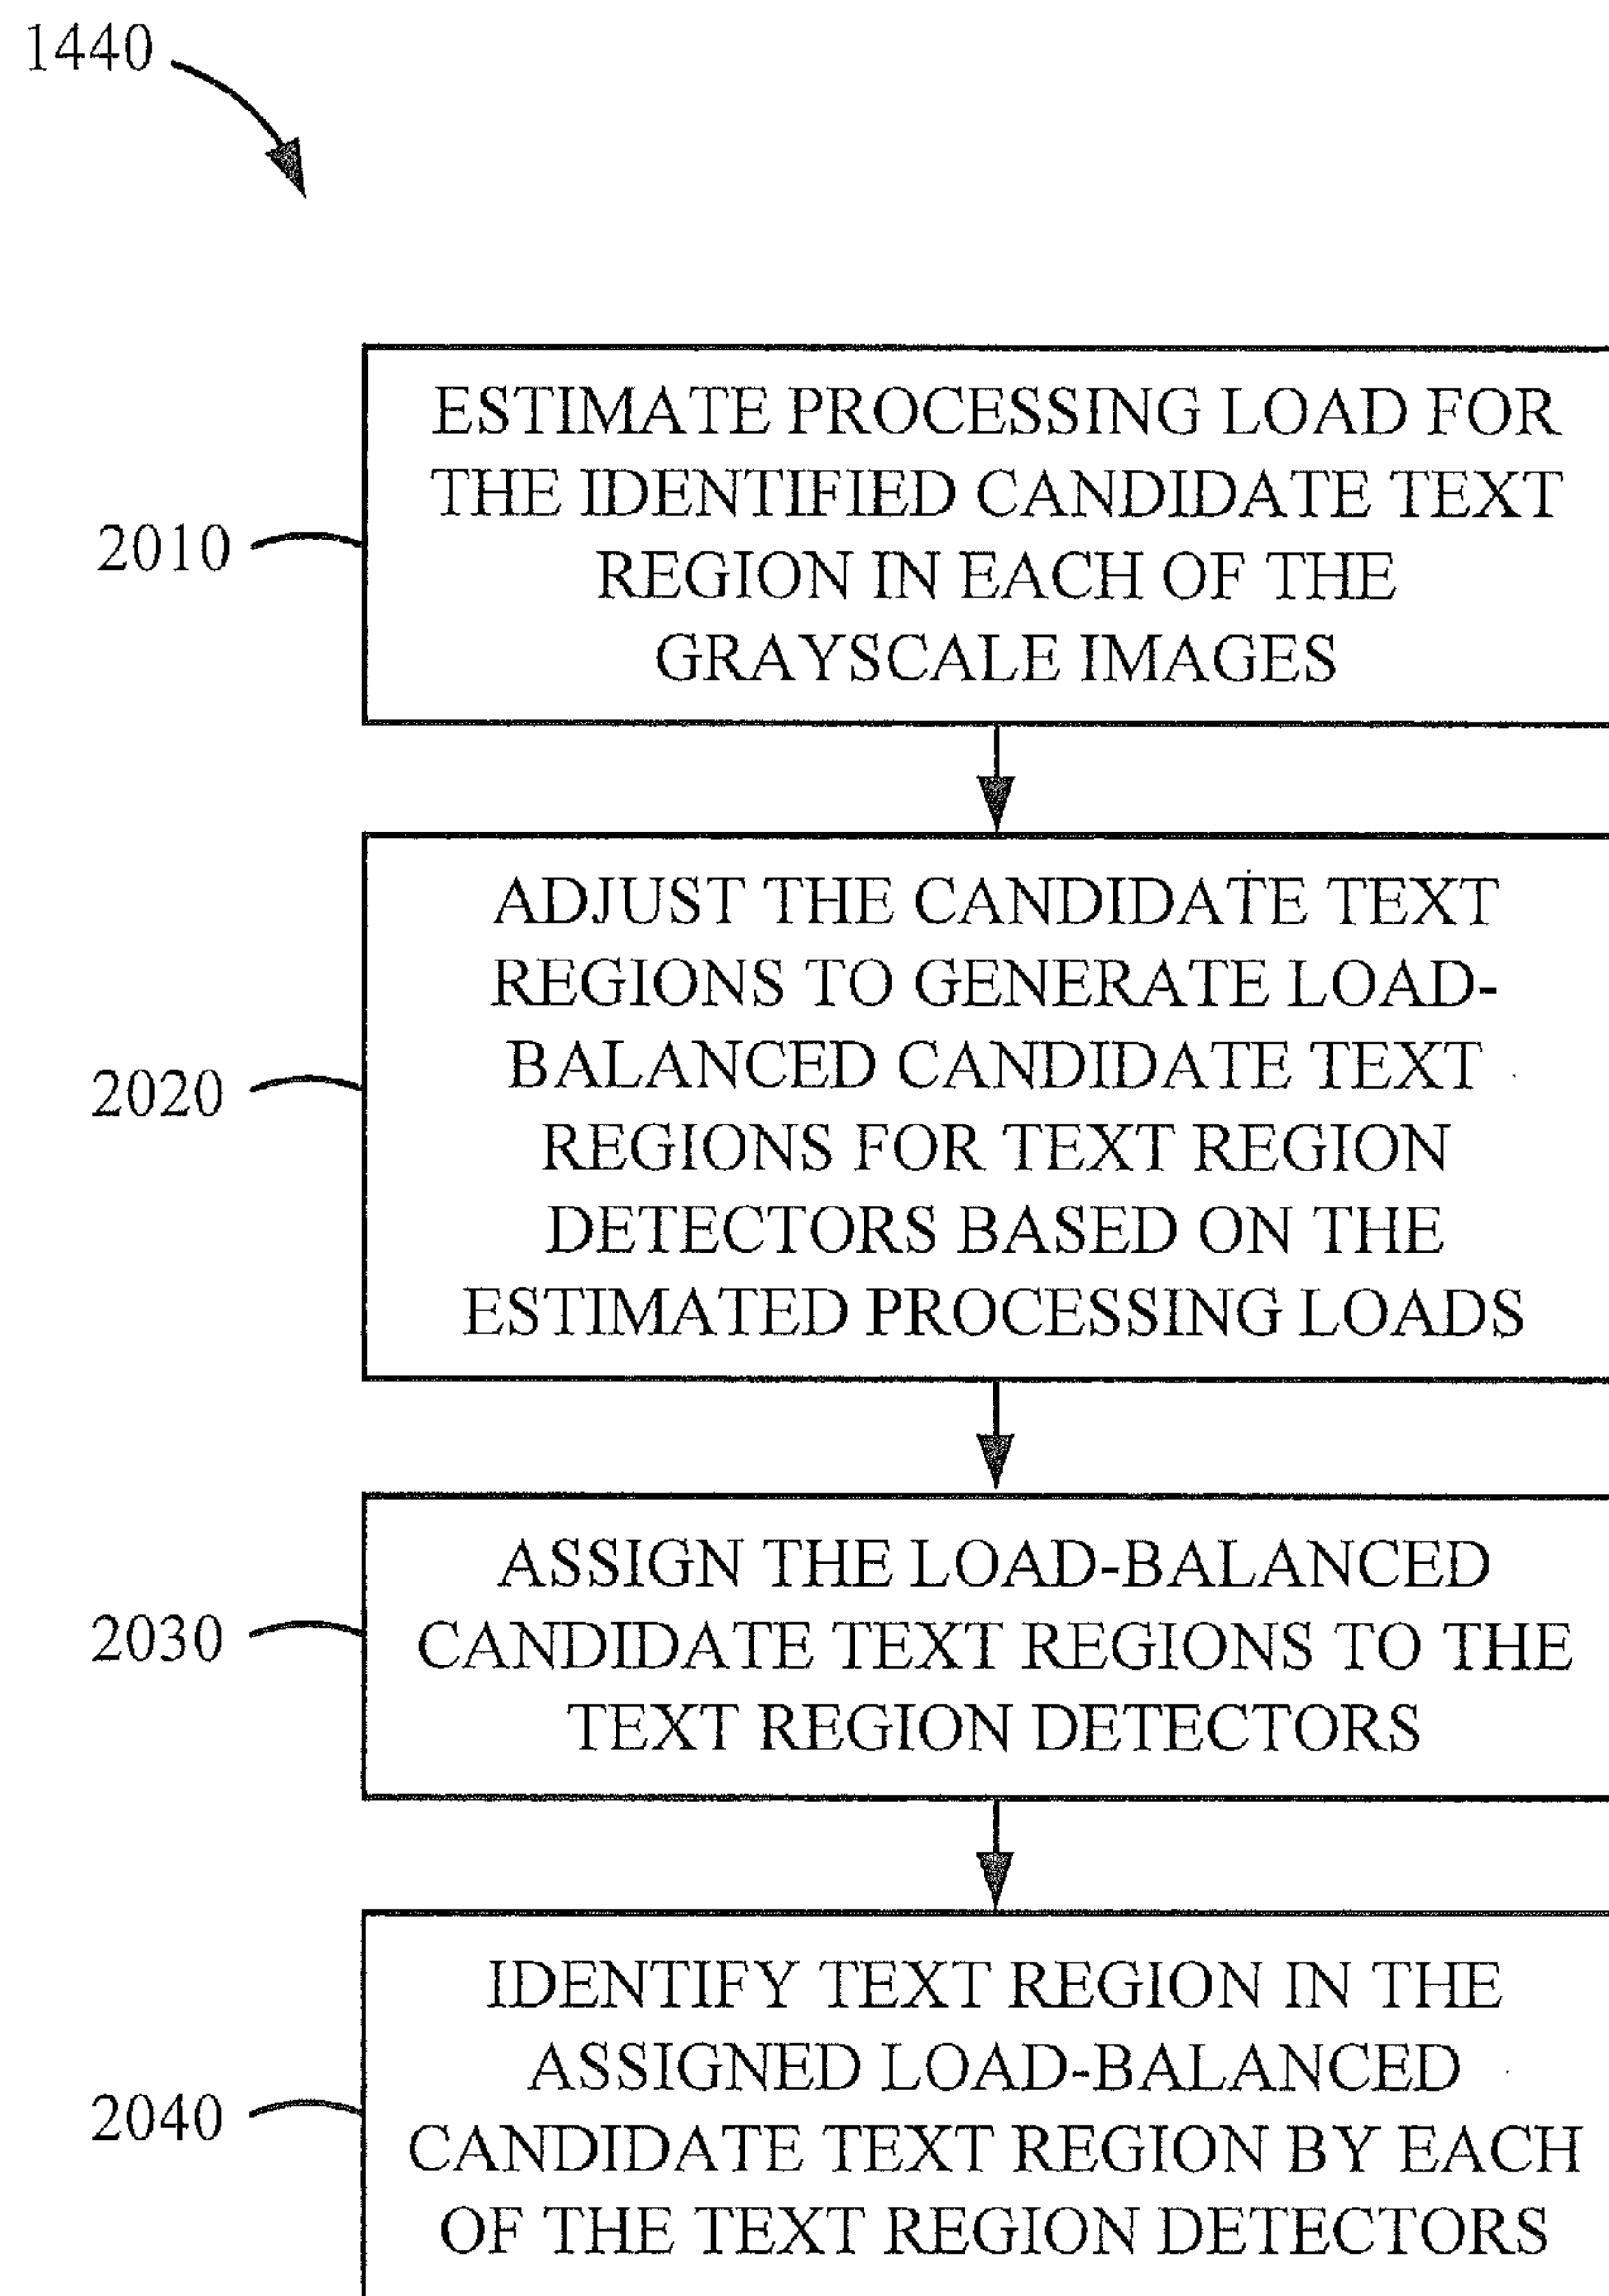 1440
ESTIMATE PROCESSING LOAD FOR
THE IDENTIFIED CANDIDATE TEXT
REGION IN EACH OF THE
GRAYSCALE IMAGES
2010
ADJUST THE CANDIDATE TEXT
REGIONS TO GENERATE LOAD-
BALANCED CANDIDATE TEXT
REGIONS FOR TEXT REGION
DETECTORS BASED ON THE
ESTIMATED PROCESSING LOADS
2020
ASSIGN THE LOAD-BALANCED
CANDIDATE TEXT REGIONS TO THE
TEXT REGION DETECTORS
2030
IDENTIFY TEXT REGION IN THE
ASSIGNED LOAD-BALANCED
CANDIDATE TEXT REGION BY EACH
OF THE TEXT REGION DETECTORS
2040